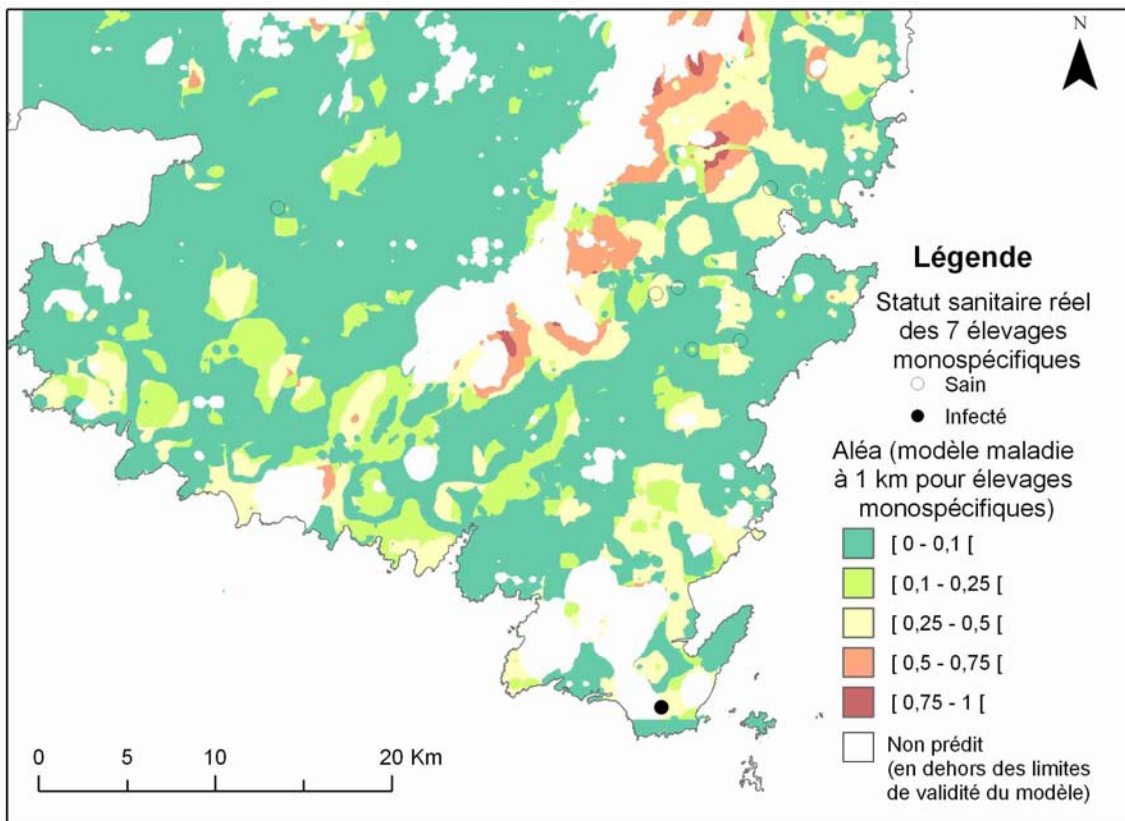 N
Légende
Statut sanitaire réel
des 7 élevages
monospécifiques
Sain
Infecté
Aléa (modèle maladie
à 1 km pour élevages
monospécifiques)
[ 0 - 0,1 [
[ 0,1 - 0,25 [
[ 0,25 - 0,5 [
[ 0,5 - 0,75 [
[ 0,75 - 1 [
Non prédit
(en dehors des limites
de validité du modèle)
0 5 10 20 Km